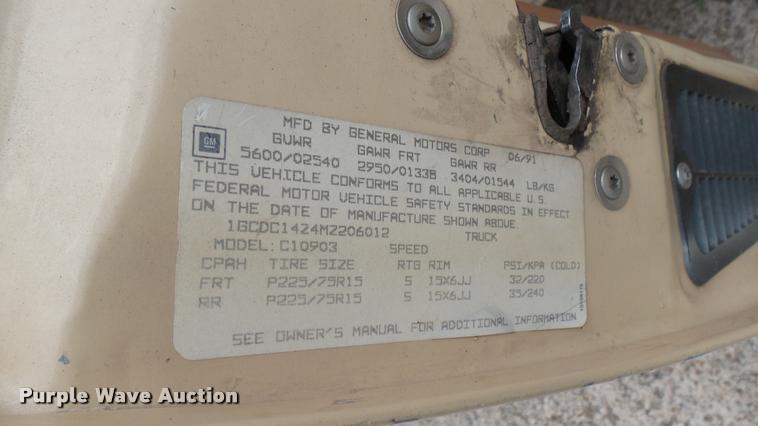 GM
MFD BY GENERAL MOTORS CORP 06/91
GVWR GAWR FRT GAWR RR
5600/02540 2950/01338 3404/01544 LB/KG
THIS VEHICLE CONFORMS TO ALL APPLICABLE U.S.
FEDERAL MOTOR VEHICLE SAFETY STANDARDS IN EFFECT
ON THE DATE OF MANUFACTURE SHOWN ABOVE
1GCDC14Z4MZ206012 TRUCK
MODEL: C10903 SPEED
CPAH TIRE SIZE RTG RIM PSI/KPA (COLD)
FRT P225/75R15 S 15X6JJ 32/220
RR P225/75R15 S 15X6JJ 35/240
SEE OWNER'S MANUAL FOR ADDITIONAL INFORMATION
Purple Wave Auction